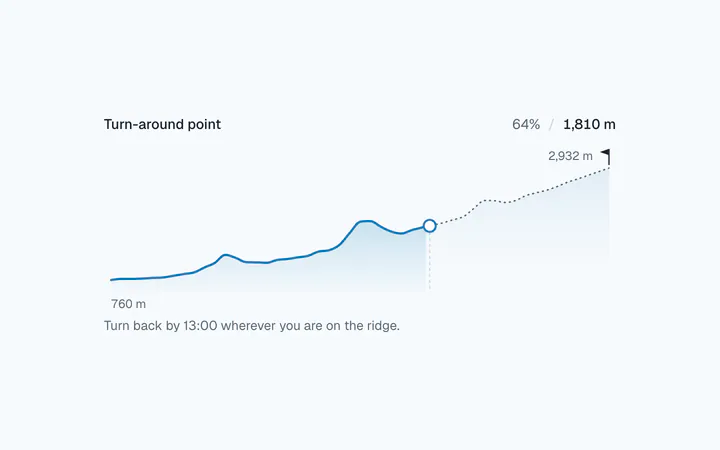 Turn-around point
64% / 1,810 m
2,932 m
760 m
Turn back by 13:00 wherever you are on the ridge.